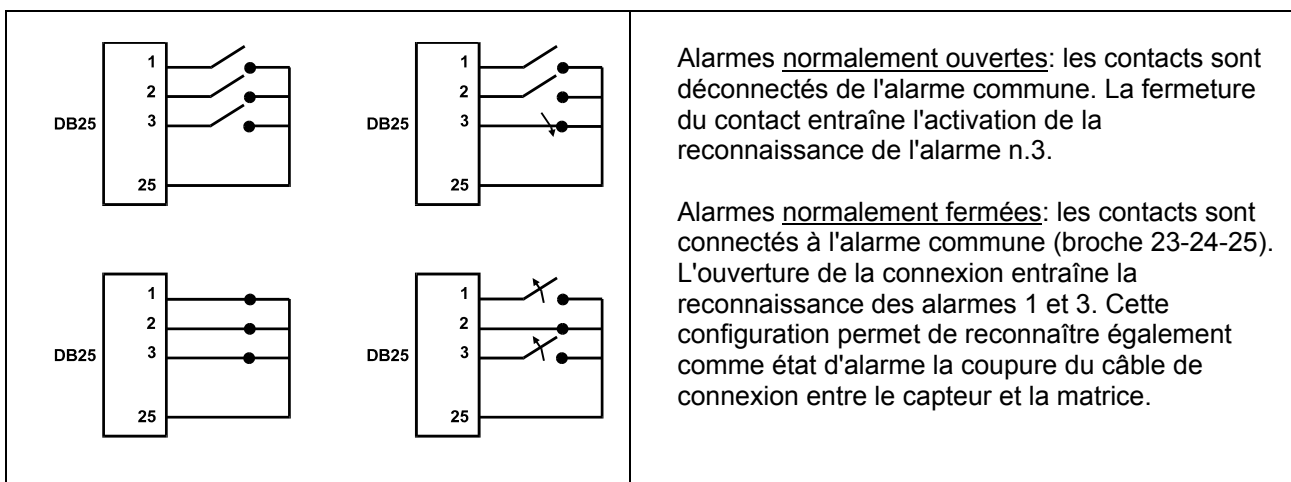 1
2
DB25
3
25
1
2
DB25
3
25
1
2
DB25
3
25
1
2
DB25
3
25
Alarmes normalement ouvertes: les contacts sont
déconnectés de l'alarme commune. La fermeture
du contact entraîne l'activation de la
reconnaissance de l'alarme n.3.
Alarmes normalement fermées: les contacts sont
connectés à l'alarme commune (broche 23-24-25).
L'ouverture de la connexion entraîne la
reconnaissance des alarmes 1 et 3. Cette
configuration permet de reconnaître également
comme état d'alarme la coupure du câble de
connexion entre le capteur et la matrice.